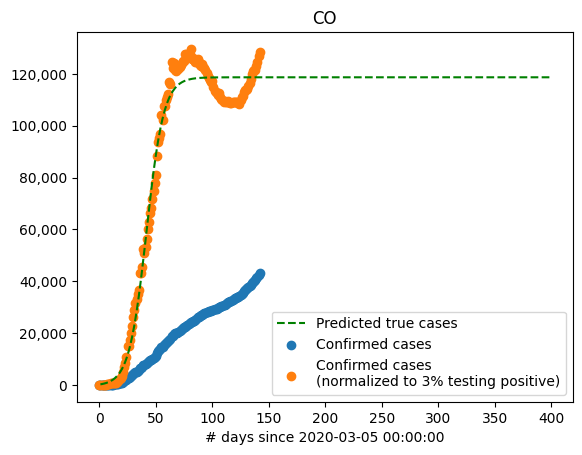 CO
120,000
100,000
80,000
60,000
40,000
20,000
0
Predicted true cases
Confirmed cases
Confirmed cases
(normalized to 3% testing positive)
0 50 100 150 200 250 300 350 400
# days since 2020-03-05 00:00:00